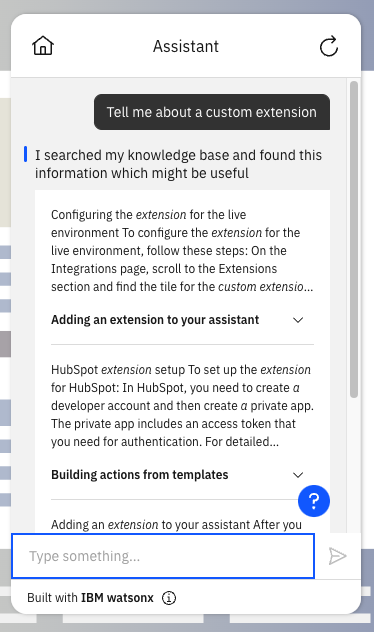 Assistant
Tell me about a custom extension
I searched my knowledge base and found this
information which might be useful
Configuring the extension for the live
environment To configure the extension for the
live environment, follow these steps: On the
Integrations page, scroll to the Extensions
section and find the tile for the custom extensio...
Adding an extension to your assistant
HubSpot extension setup To set up the extension
for HubSpot: In HubSpot, you need to create a
developer account and then create a private app.
The private app includes an access token that
you need for authentication. For detailed...
Building actions from templates
?
Adding an extension to your assistant After you
Type something...
Built with IBM watsonx